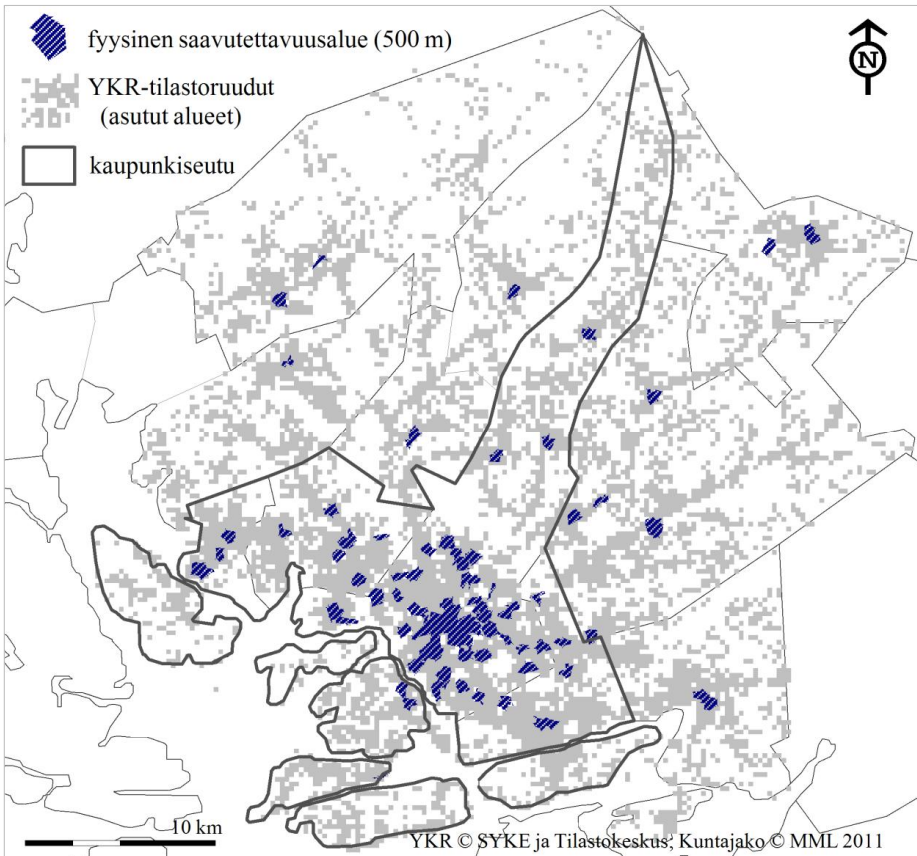 fyysinen saavutettavuusalue (500 m)
YKR-tilastoruudut
(asutut alueet)
kaupunkiseutu
N
10 km
YKR © SYKE ja Tilastokeskus; Kuntajako © MML 2011